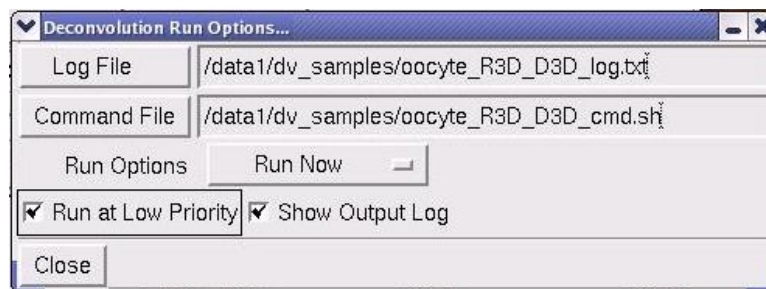 Deconvolution Run Options...
Log File /data1/dv_samples/oocyte_R3D_D3D_log.txt
Command File /data1/dv_samples/oocyte_R3D_D3D_cmd.sh
Run Options Run Now
Run at Low Priority Show Output Log
Close